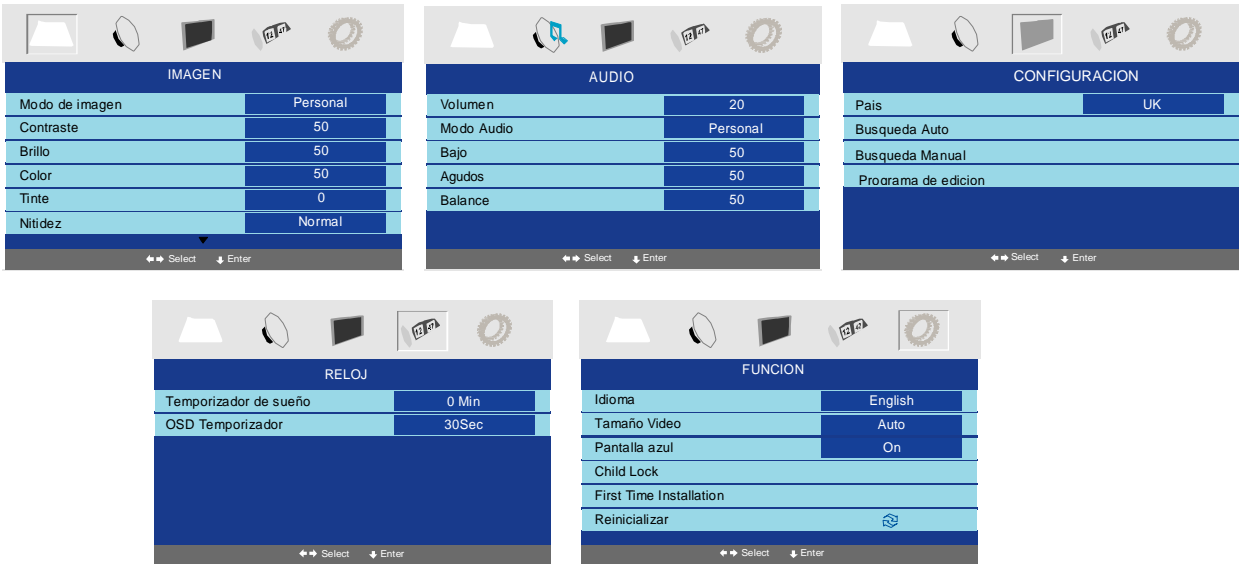 IMAGEN
Modo de imagen Personal
Contraste 50
Brillo 50
Color 50
Tinte 0
Nitidez Normal
Select Enter
AUDIO
Volumen 20
Modo Audio Personal
Bajo 50
Agudos 50
Balance 50
Select Enter
CONFIGURACION
Pais UK
Busqueda Auto
Busqueda Manual
Programa de edicion
Select Enter
RELOJ
Temporizador de sueño 0 Min
OSD Temporizador 30Sec
Select Enter
FUNCION
Idioma English
Tamaño Video Auto
Pantalla azul On
Child Lock
First Time Installation
Reinicializar
Select Enter